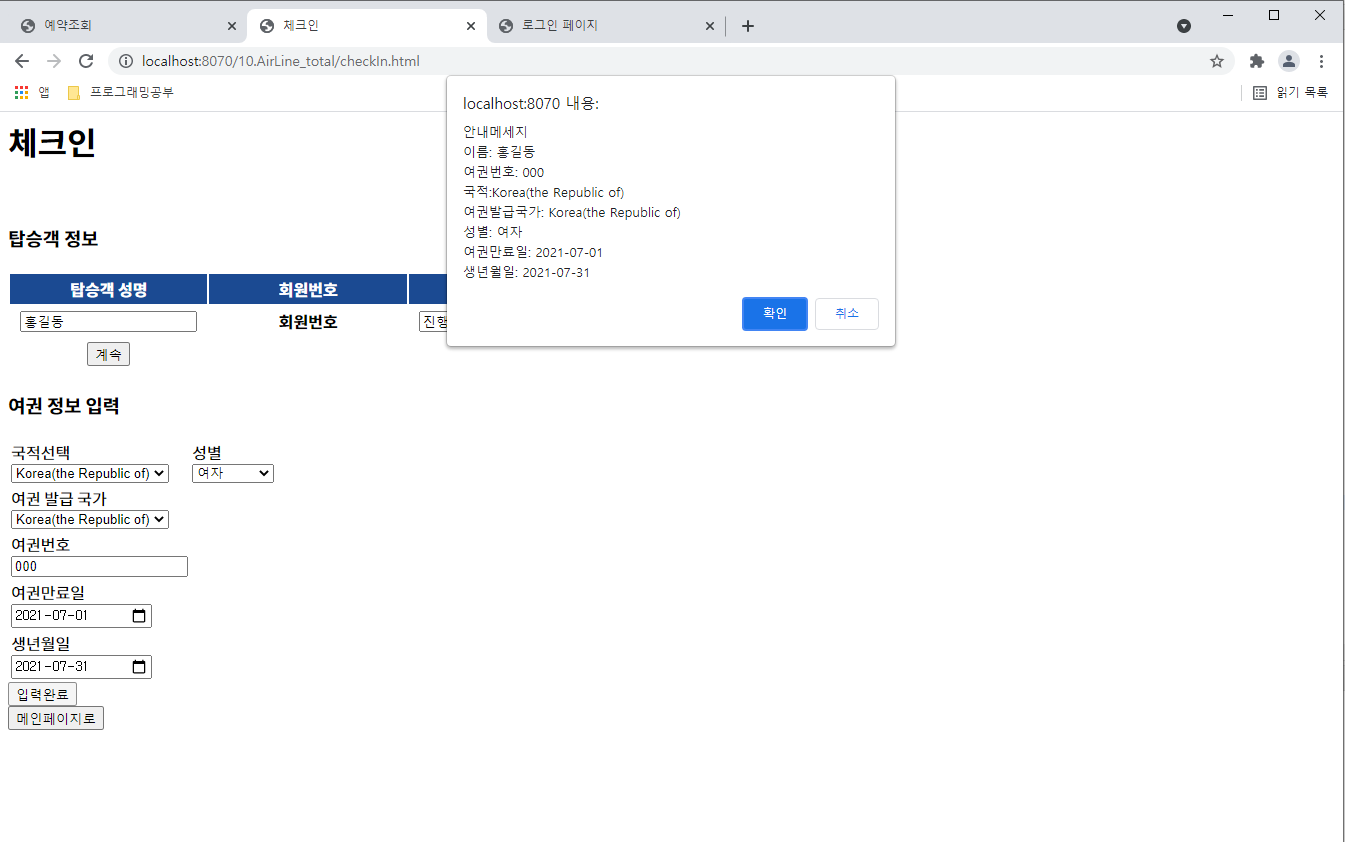 예약조회
체크인
로그인 페이지
localhost:8070/10.AirLine_total/checkIn.html
앱
프로그래밍공부
읽기 목록
localhost:8070 내용:
안내메세지
이름: 홍길동
여권번호: 000
국적:Korea(the Republic of)
여권발급국가: Korea(the Republic of)
성별: 여자
여권만료일: 2021-07-01
생년월일: 2021-07-31
확인
취소
체크인
탑승객 정보
탑승객 성명
회원번호
홍길동
회원번호
진행
계속
여권 정보 입력
국적선택
성별
Korea(the Republic of)
여자
여권 발급 국가
Korea(the Republic of)
여권번호
000
여권만료일
2021-07-01
생년월일
2021-07-31
입력완료
메인페이지로